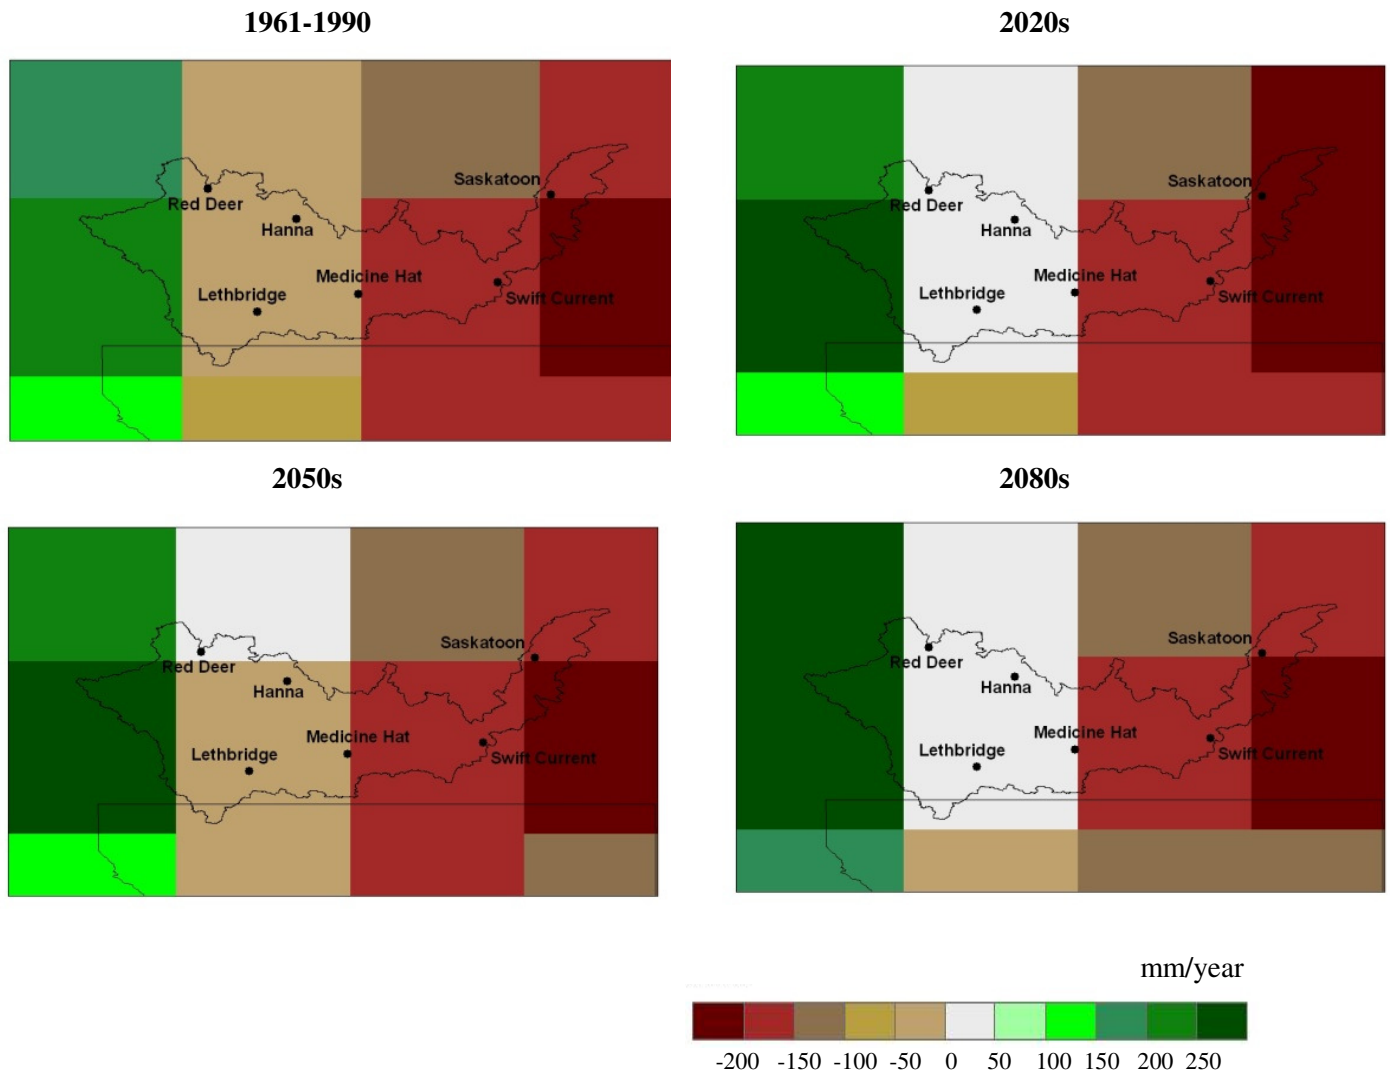 1961-1990
2020s
Saskatoon
Red Deer
Hanna
Medicine Hat
Lethbridge
Swift Current
Saskatoon
Red Deer
Hanna
Medicine Hat
Lethbridge
Swift Current
2050s
2080s
Saskatoon
Red Deer
Hanna
Medicine Hat
Lethbridge
Swift Current
Saskatoon
Red Deer
Hanna
Medicine Hat
Lethbridge
Swift Current
mm/year
-200 -150 -100 -50 0 50 100 150 200 250